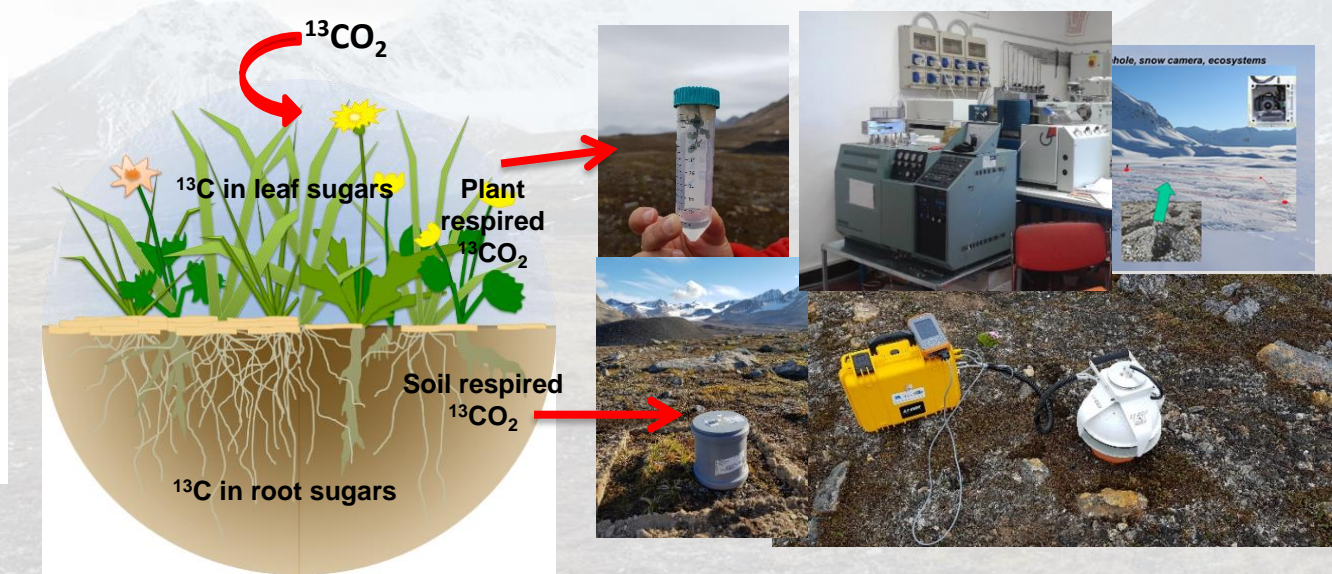 ¹³CO₂
¹³C in leaf sugars
Plant
respired
¹³CO₂
Soil respired
¹³CO₂
¹³C in root sugars
hole, snow camera, ecosystems